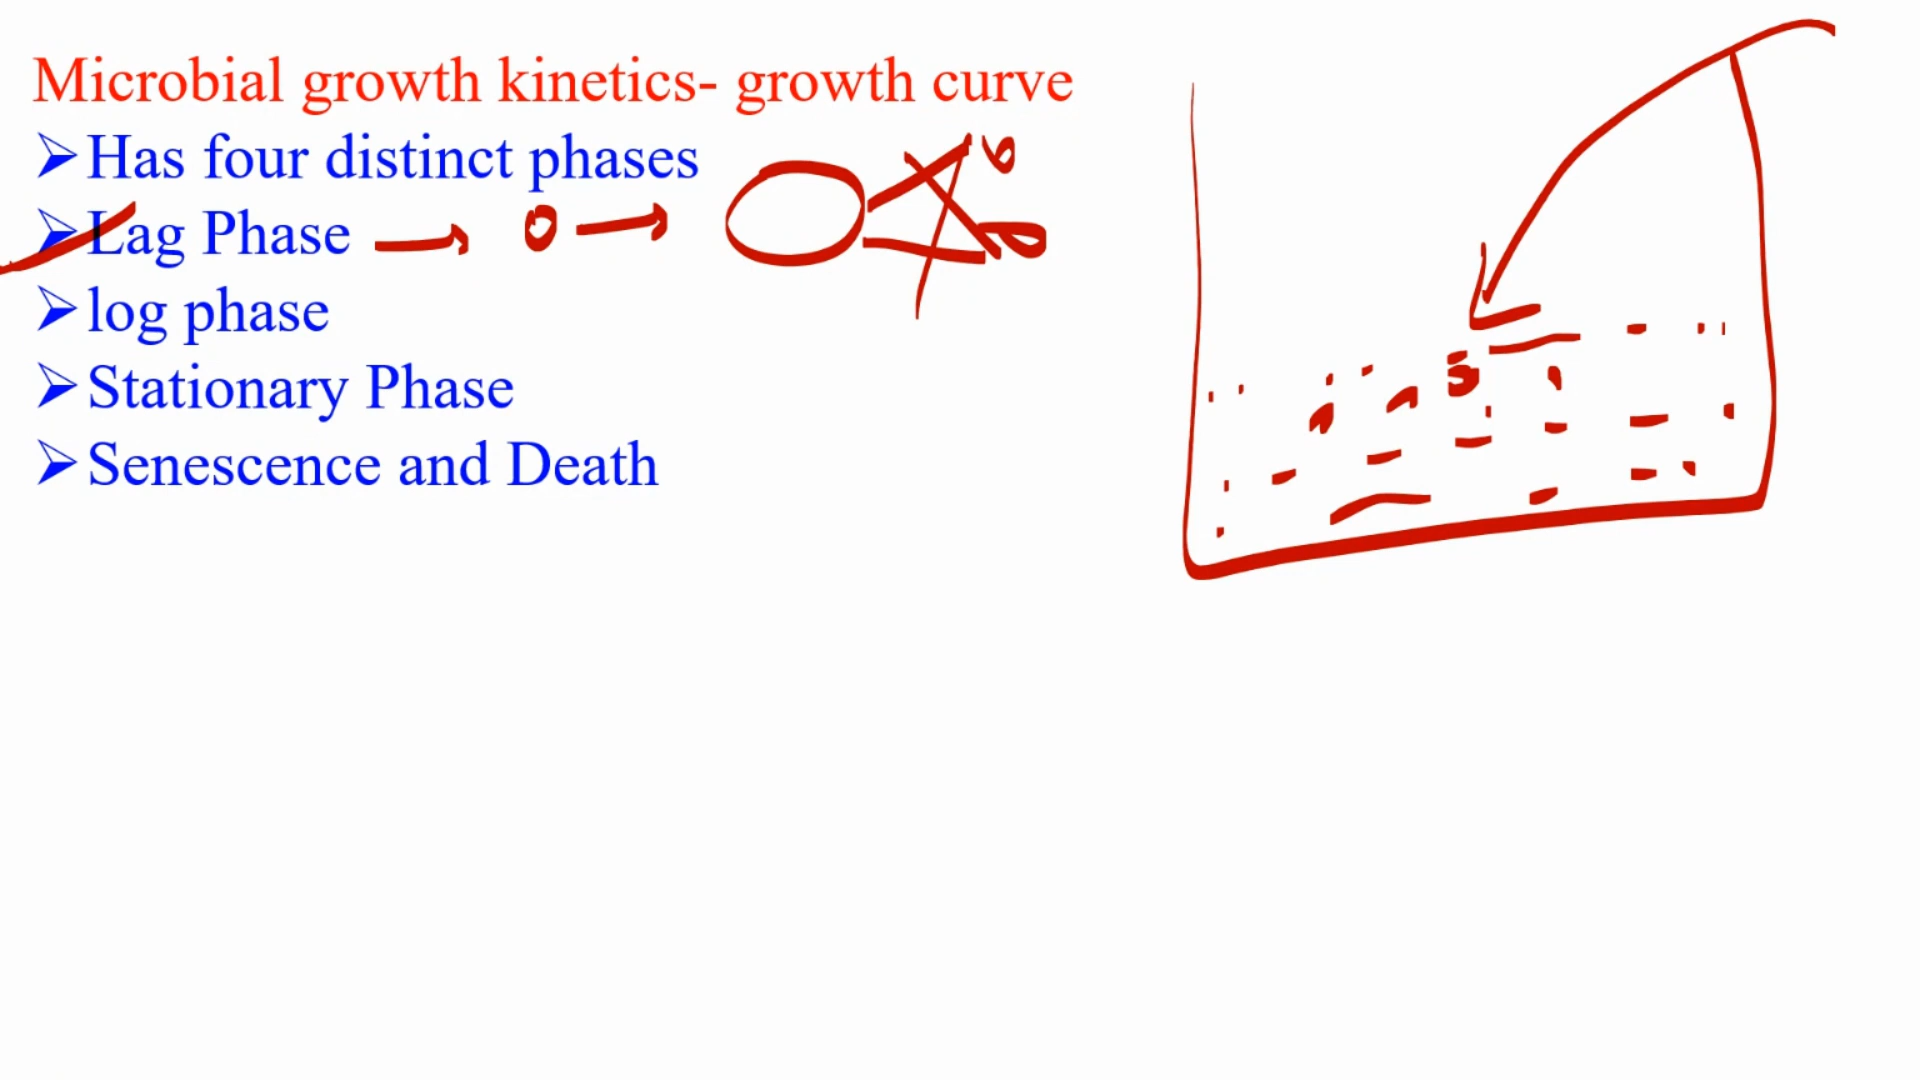 Microbial growth kinetics- growth curve
Has four distinct phases
Lag Phase
log phase
Stationary Phase
Senescence and Death